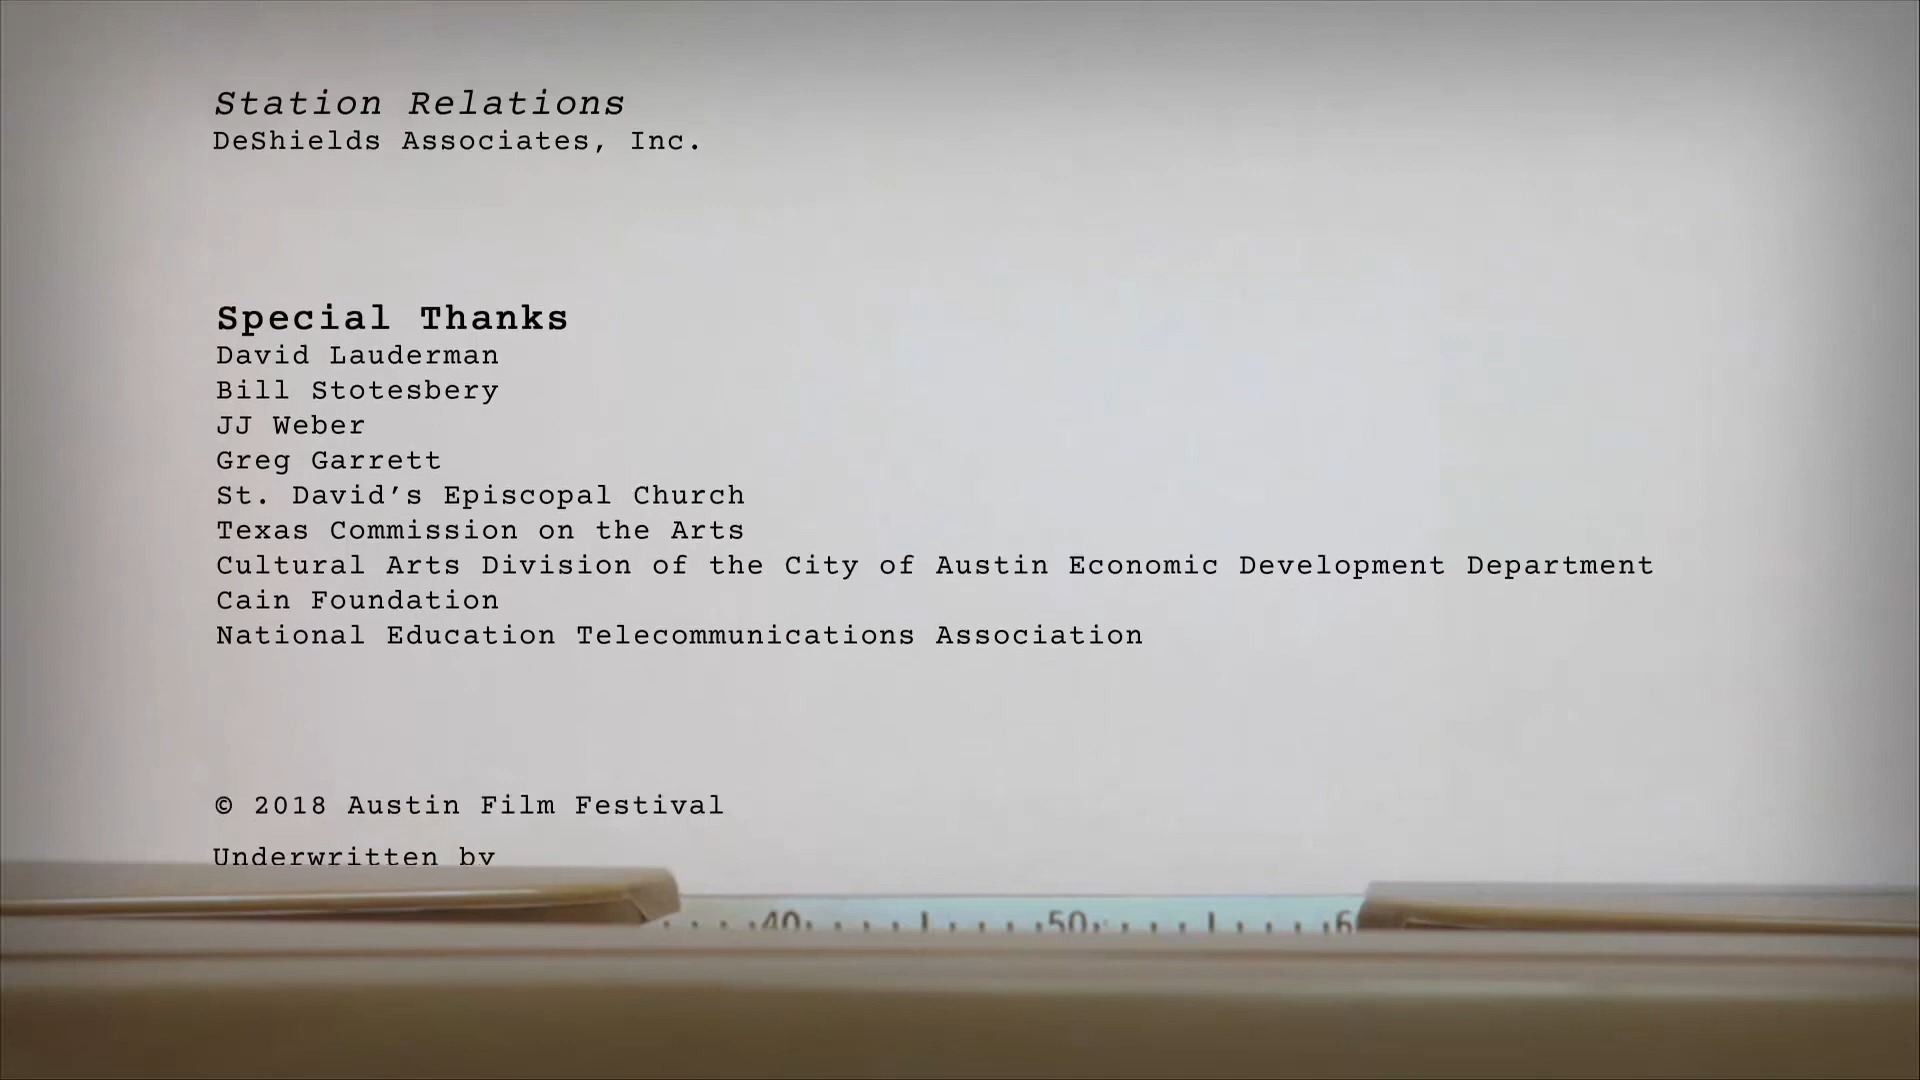 Station Relations
DeShields Associates, Inc.
Special Thanks
David Lauderman
Bill Stotesbery
JJ Weber
Greg Garrett
St. David’s Episcopal Church
Texas Commission on the Arts
Cultural Arts Division of the City of Austin Economic Development Department
Cain Foundation
National Education Telecommunications Association
© 2018 Austin Film Festival
Underwritten by
40 50